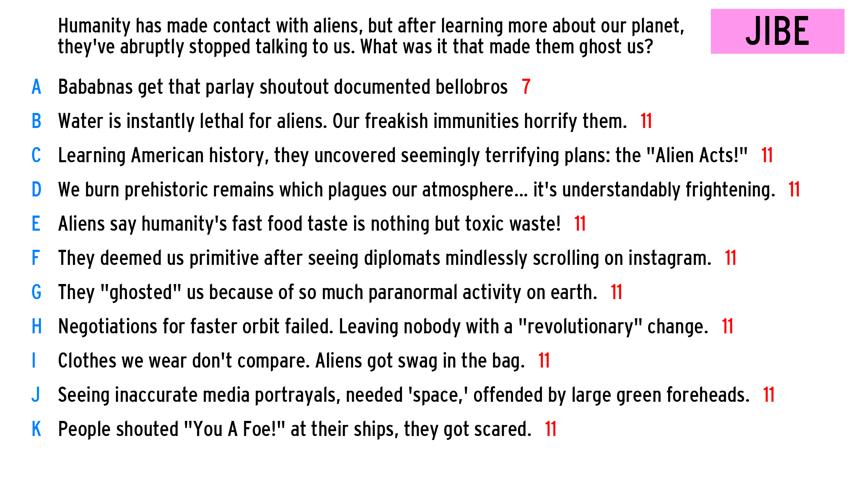 Humanity has made contact with aliens, but after learning more about our planet,
they've abruptly stopped talking to us. What was it that made them ghost us?
JIBE
A Bababnas get that parlay shoutout documented bellobros 7
B Water is instantly lethal for aliens. Our freakish immunities horrify them. 11
C Learning American history, they uncovered seemingly terrifying plans: the "Alien Acts!" 11
D We burn prehistoric remains which plagues our atmosphere... it's understandably frightening. 11
E Aliens say humanity's fast food taste is nothing but toxic waste! 11
F They deemed us primitive after seeing diplomats mindlessly scrolling on instagram. 11
G They "ghosted" us because of so much paranormal activity on earth. 11
H Negotiations for faster orbit failed. Leaving nobody with a "revolutionary" change. 11
I Clothes we wear don't compare. Aliens got swag in the bag. 11
J Seeing inaccurate media portrayals, needed 'space,' offended by large green foreheads. 11
K People shouted "You A Foe!" at their ships, they got scared. 11